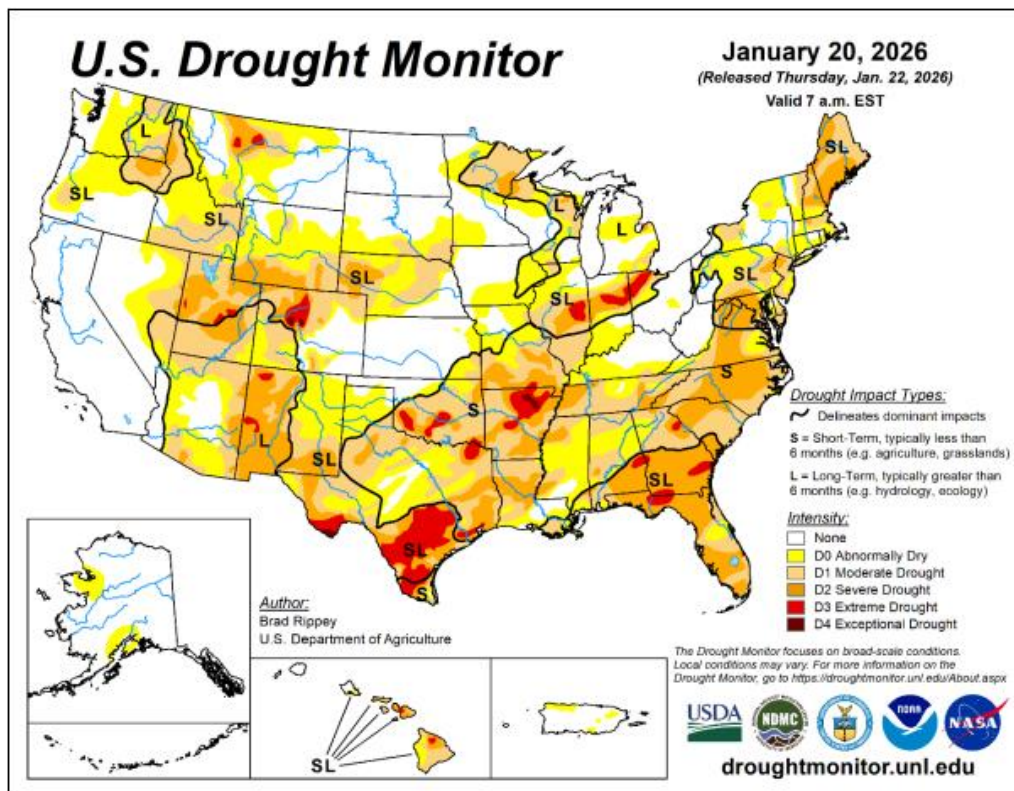 U.S. Drought Monitor
January 20, 2026
(Released Thursday, Jan. 22, 2026)
Valid 7 a.m. EST
L
SL
SL
SL
L
L
SL
SL
SL
S
S
L
SL
SL
SL
S
Drought Impact Types:
Delineates dominant impacts
S = Short-Term, typically less than
6 months (e.g. agriculture, grasslands)
L = Long-Term, typically greater than
6 months (e.g. hydrology, ecology)
Intensity:
None
D0 Abnormally Dry
D1 Moderate Drought
D2 Severe Drought
D3 Extreme Drought
D4 Exceptional Drought
Author:
Brad Rippey
U.S. Department of Agriculture
SL
The Drought Monitor focuses on broad-scale conditions.
Local conditions may vary. For more information on the
Drought Monitor, go to https://droughtmonitor.unl.edu/About.aspx
USDA
NDMC
NOAA
NASA
droughtmonitor.unl.edu